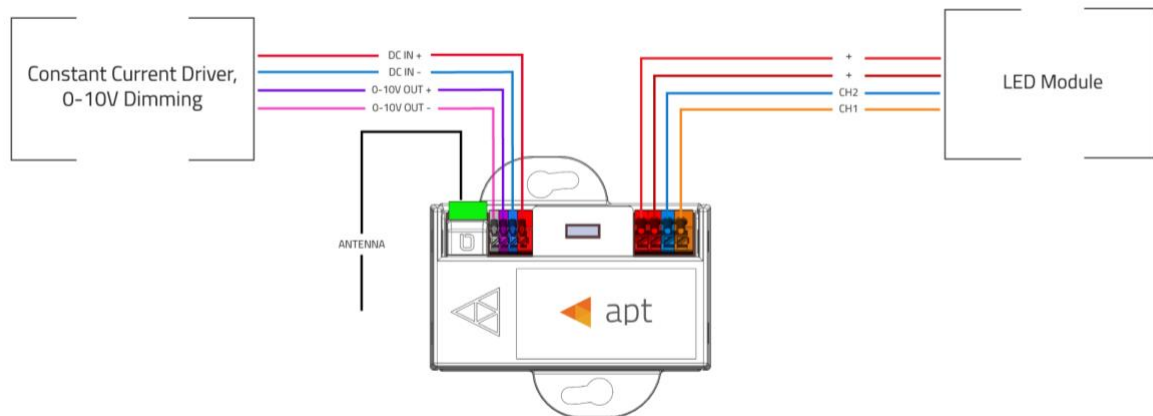 Constant Current Driver,
0-10V Dimming
DC IN +
DC IN -
0-10V OUT +
0-10V OUT -
ANTENNA
+
+
CH2
CH1
LED Module
apt